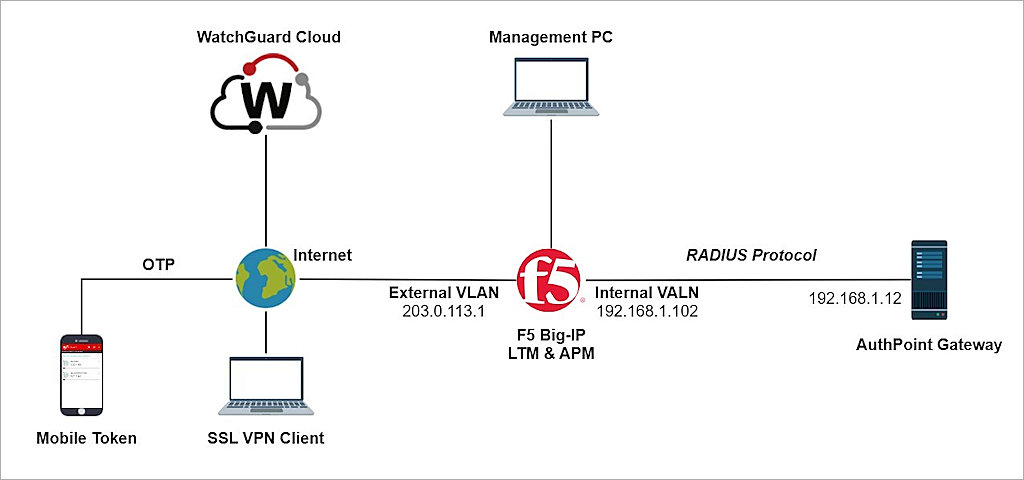 WatchGuard Cloud
Management PC
W
Internet
RADIUS Protocol
OTP
f5
®
External VLAN
203.0.113.1
Internal VALN
192.168.1.102
192.168.1.12
F5 Big-IP
LTM & APM
AuthPoint Gateway
Mobile Token
SSL VPN Client